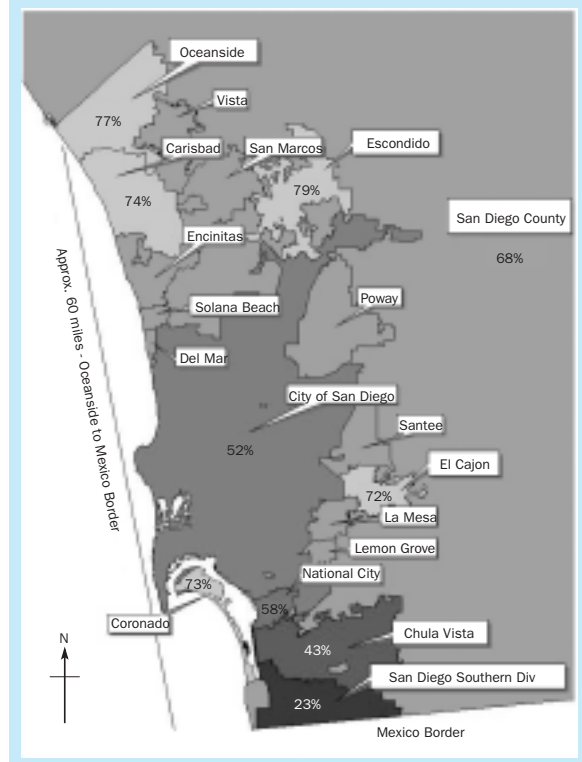 Oceanside
Vista
77%
Carlsbad
San Marcos
Escondido
74%
79%
San Diego County
68%
Encinitas
Approx. 60 miles - Oceanside to Mexico Border
Solana Beach
Poway
Del Mar
City of San Diego
Santee
52%
El Cajon
72%
La Mesa
Lemon Grove
National City
73%
58%
Coronado
N
Chula Vista
43%
San Diego Southern Div
23%
Mexico Border